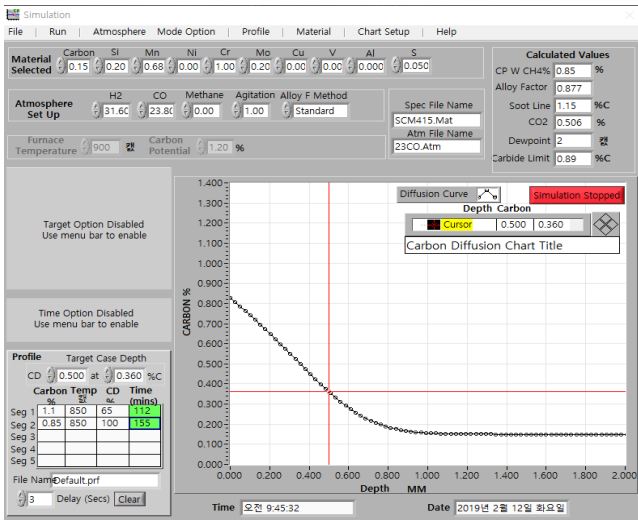 Simulation
File Run Atmosphere Mode Option Profile Material Chart Setup Help
Material Selected
Carbon Si Mn Ni Cr Mo Cu V Al S
0.15 0.20 0.68 0.00 1.00 0.20 0.00 0.00 0.000 0.050
Atmosphere Set Up
H2 CO Methane Agitation Alloy F Method
31.60 23.80 0.00 1.00 Standard
Furnace Temperature 900 캜 Carbon Potential 1.20 %
Spec File Name
SCM415.Mat
Atm File Name
23CO.Atm
Calculated Values
CP W CH4% 0.85 %
Alloy Factor 0.877
Soot Line 1.15 %C
CO2 0.506 %
Dewpoint 2 캜
Carbide Limit 0.89 %C
Target Option Disabled
Use menu bar to enable
Time Option Disabled
Use menu bar to enable
Profile Target Case Depth
CD 0.500 at 0.360 %C
Carbon % Temp 캜 CD % Time (mins)
Seg 1 1.1 850 65 112
Seg 2 0.85 850 100 155
Seg 3
Seg 4
Seg 5
File Name Default.prf
3 Delay (Secs) Clear
Diffusion Curve
Simulation Stopped
Depth Carbon
Cursor 0.500 0.360
Carbon Diffusion Chart Title
CARBON %
1.400
1.300
1.200
1.100
1.000
0.900
0.800
0.700
0.600
0.500
0.400
0.300
0.200
0.100
0.000
0.000 0.200 0.400 0.600 0.800 1.000 1.200 1.400 1.600 1.800 2.000
Depth MM
Time 오전 9:45:32
Date 2019년 2월 12일 화요일